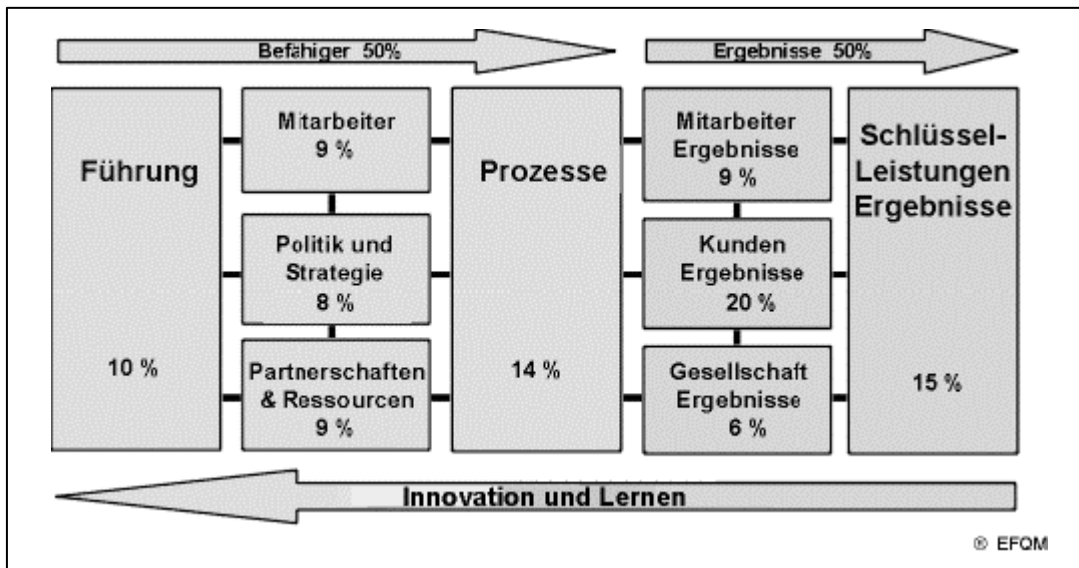 Befähiger 50%
Ergebnisse 50%
Führung
10 %
Mitarbeiter
9 %
Politik und
Strategie
8 %
Partnerschaften
& Ressourcen
9 %
Prozesse
14 %
Mitarbeiter
Ergebnisse
9 %
Kunden
Ergebnisse
20 %
Gesellschaft
Ergebnisse
6 %
Schlüssel-
Leistungen
Ergebnisse
15 %
Innovation und Lernen
® EFQM